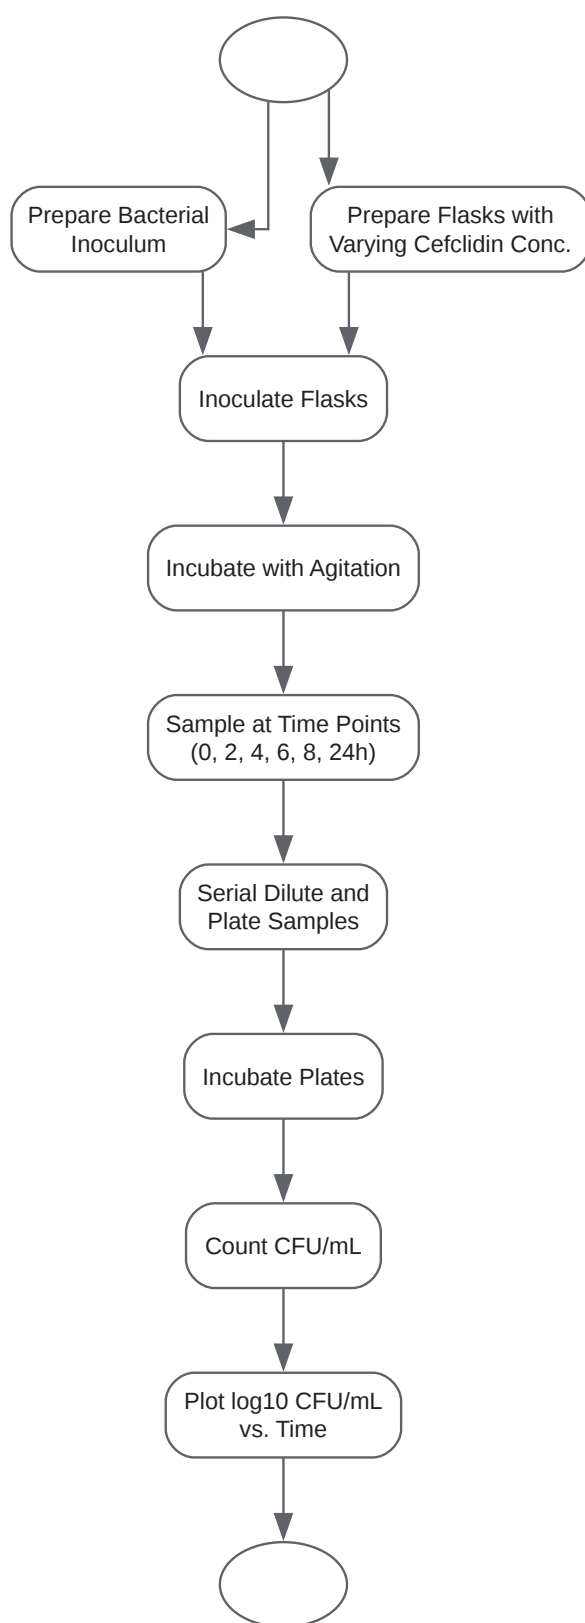 Prepare Bacterial
Inoculum
Prepare Flasks with
Varying Cefclidin Conc.
Inoculate Flasks
Incubate with Agitation
Sample at Time Points
(0, 2, 4, 6, 8, 24h)
Serial Dilute and
Plate Samples
Incubate Plates
Count CFU/mL
Plot log10 CFU/mL
vs. Time